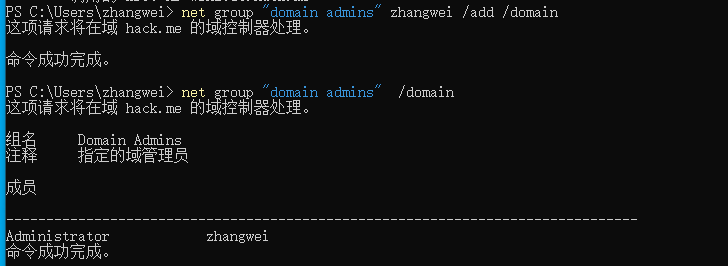 PS C:\Users\zhangwei> net group "domain admins" zhangwei /add /domain
这项请求将在域 hack.me 的域控制器处理。
命令成功完成。
PS C:\Users\zhangwei> net group "domain admins"  /domain
这项请求将在域 hack.me 的域控制器处理。
组名     Domain Admins
注释     指定的域管理员
成员
-------------------------------------------------------------------------------
Administrator            zhangwei
命令成功完成。